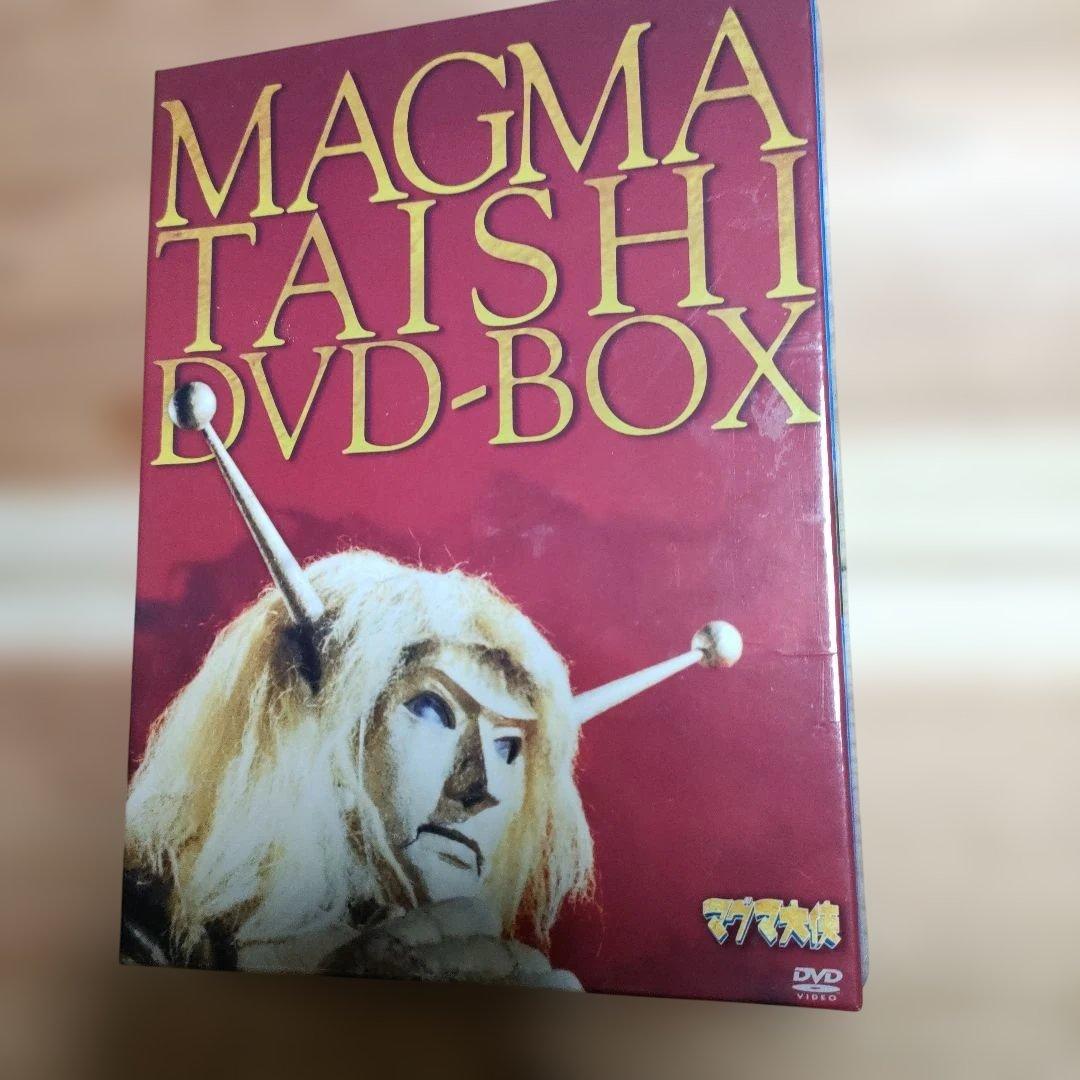 MAGMA
TAISHI
DVD-BOX
マグマ大使
DVD
VIDEO